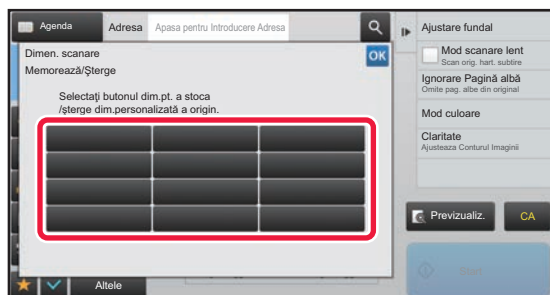 Agenda
Adresa
Apasa pentru Introducere Adresa
Dimen. scanare
OK
Memorează/Şterge
Selectaţi butonul dim.pt. a stoca
/şterge dim.personalizată a origin.
Altele
Ajustare fundal
Mod scanare lent
Scan orig. hart. subtire
Ignorare Pagină albă
Omite pag. albe din original
Mod culoare
Claritate
Ajusteaza Conturul Imaginii
Previzualiz.
CA
Start